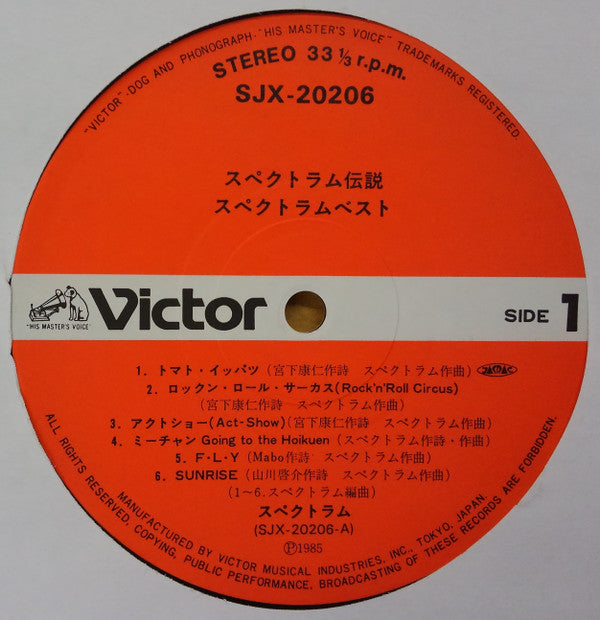 "VICTOR"-DOG AND PHONOGRAPH-"HIS MASTER'S VOICE" TRADEMARKS REGISTERED.
STEREO 33 ⅓ r.p.m.
SJX-20206
スペクトラム伝説
スペクトラムベスト
"HIS MASTER'S VOICE"
Victor
SIDE 1
1. トマト・イッパツ (宮下康仁作詩 スペクトラム作曲) JASRAC
2. ロックン・ロール・サーカス(Rock'n'Roll Circus)
(宮下康仁作詩 スペクトラム作曲)
3. アクトショー(Act-Show)(宮下康仁作詩 スペクトラム作曲)
4. ミーチャン Going to the Hoikuen (スペクトラム作詩・作曲)
5. F・L・Y (Mabo作詩 スペクトラム作曲)
6. SUNRISE (山川啓介作詩 スペクトラム作曲)
(1〜6.スペクトラム編曲)
スペクトラム
(SJX-20206-A)
Ⓟ1985
MANUFACTURED BY VICTOR MUSICAL INDUSTRIES, INC., TOKYO, JAPAN.
ALL RIGHTS RESERVED, COPYING, PUBLIC PERFORMANCE, BROADCASTING OF THESE RECORDS ARE FORBIDDEN.